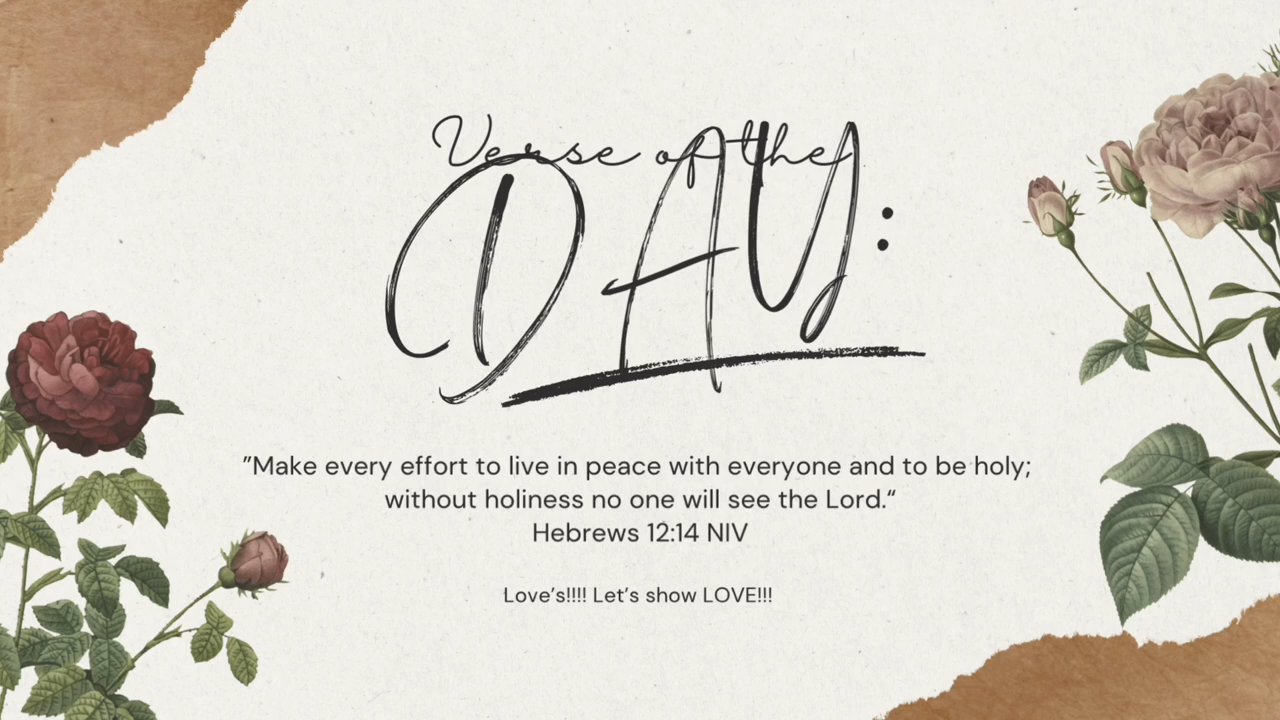 Verse of the
DAY:
”Make every effort to live in peace with everyone and to be holy;
without holiness no one will see the Lord.“
Hebrews 12:14 NIV
Love’s!!!! Let’s show LOVE!!!